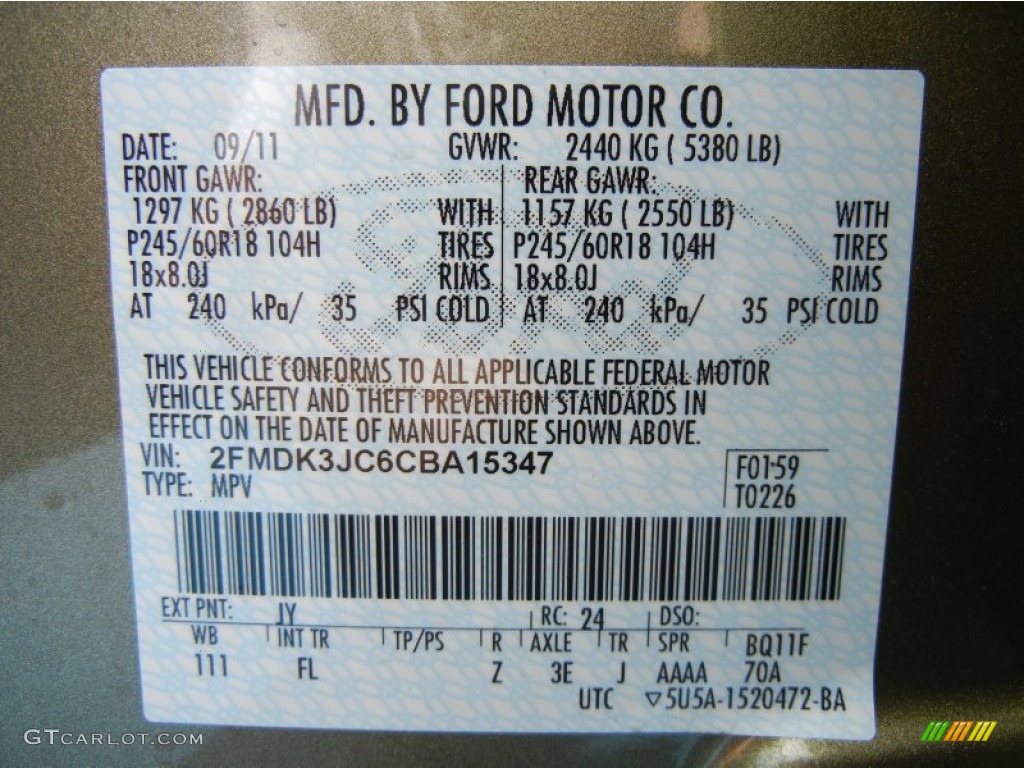 MFD. BY FORD MOTOR CO.
DATE: 09/11 GVWR: 2440 KG ( 5380 LB)
FRONT GAWR: REAR GAWR:
1297 KG ( 2860 LB) WITH 1157 KG ( 2550 LB) WITH
P245/60R18 104H TIRES P245/60R18 104H TIRES
18x8.0J RIMS 18x8.0J RIMS
AT 240 kPa/ 35 PSI COLD AT 240 kPa/ 35 PSI COLD
THIS VEHICLE CONFORMS TO ALL APPLICABLE FEDERAL MOTOR
VEHICLE SAFETY AND THEFT PREVENTION STANDARDS IN
EFFECT ON THE DATE OF MANUFACTURE SHOWN ABOVE.
VIN: 2FMDK3JC6CBA15347 F0159
TYPE: MPV T0226
EXT PNT: JY RC: 24 DSO:
WB INT TR TP/PS R AXLE TR SPR BQ11F
111 FL Z 3E J AAAA 70A
UTC ▽5U5A-1520472-BA
GTCARLOT.COM